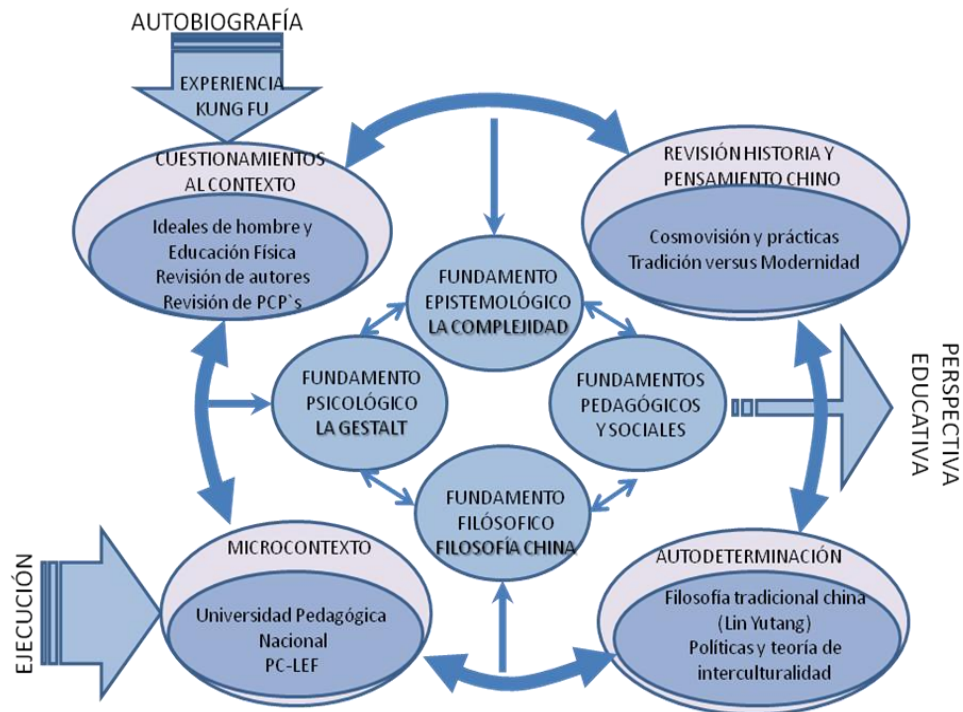 AUTOBIOGRAFÍA
EXPERIENCIA
KUNG FU
CUESTIONAMIENTOS
AL CONTEXTO
Ideales de hombre y
Educación Física
Revisión de autores
Revisión de PCP`s
REVISIÓN HISTORIA Y
PENSAMIENTO CHINO
Cosmovisión y prácticas
Tradición versus Modernidad
FUNDAMENTO
EPISTEMOLÓGICO
LA COMPLEJIDAD
FUNDAMENTO
PSICOLÓGICO
LA GESTALT
FUNDAMENTOS
PEDAGÓGICOS
Y SOCIALES
PERSPECTIVA
EDUCATIVA
FUNDAMENTO
FILÓSOFICO
FILOSOFÍA CHINA
EJECUCIÓN
MICROCONTEXTO
Universidad Pedagógica
Nacional
PC-LEF
AUTODETERMINACIÓN
Filosofía tradicional china
(Lin Yutang)
Políticas y teoría de
interculturalidad